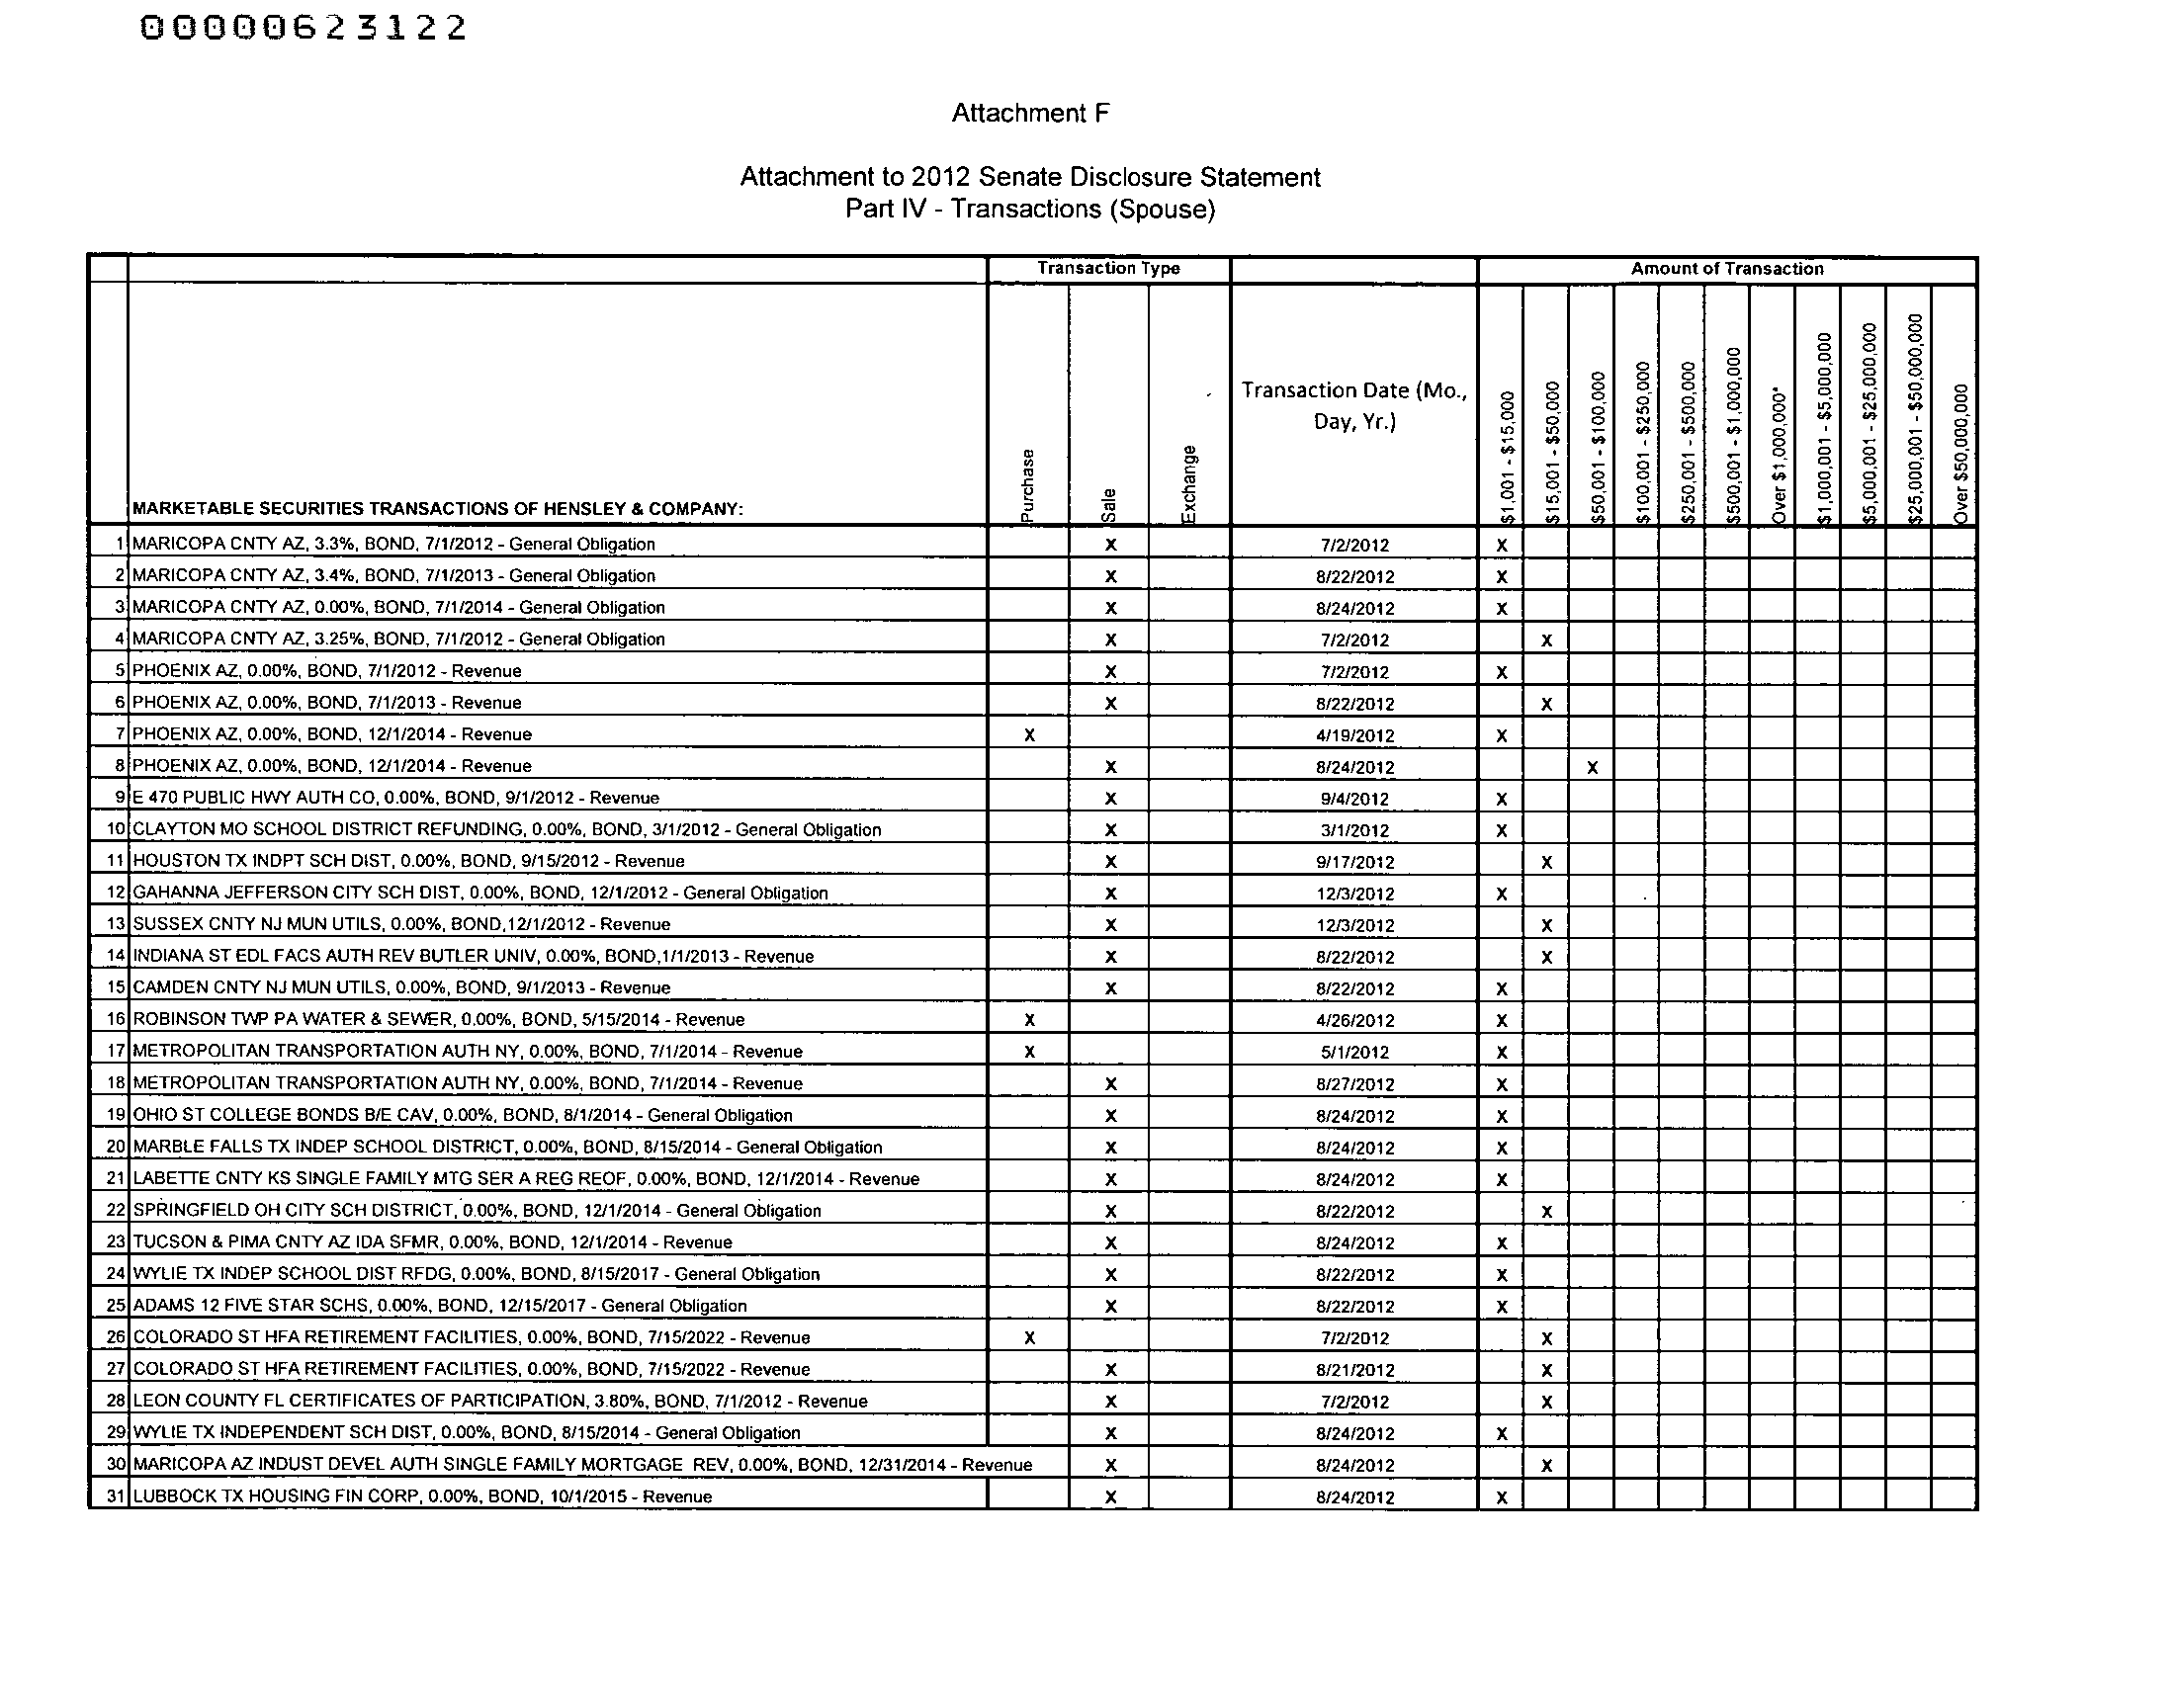 00000623122
Attachment F
Attachment to 2012 Senate Disclosure Statement
Part IV - Transactions (Spouse)
Transaction Type Amount of Transaction
MARKETABLE SECURITIES TRANSACTIONS OF HENSLEY & COMPANY: Purchase Sale Exchange Transaction Date (Mo., Day, Yr.) $1,001 - $15,000 $15,001 - $50,000 $50,001 - $100,000 $100,001 - $250,000 $250,001 - $500,000 $500,001 - $1,000,000 Over $1,000,000* $1,000,001 - $5,000,000 $5,000,001 - $25,000,000 $25,000,001 - $50,000,000 Over $50,000,000
1 MARICOPA CNTY AZ, 3.3%, BOND, 7/1/2012 - General Obligation X 7/2/2012 X
2 MARICOPA CNTY AZ, 3.4%, BOND, 7/1/2013 - General Obligation X 8/22/2012 X
3 MARICOPA CNTY AZ, 0.00%, BOND, 7/1/2014 - General Obligation X 8/24/2012 X
4 MARICOPA CNTY AZ, 3.25%, BOND, 7/1/2012 - General Obligation X 7/2/2012 X
5 PHOENIX AZ, 0.00%, BOND, 7/1/2012 - Revenue X 7/2/2012 X
6 PHOENIX AZ, 0.00%, BOND, 7/1/2013 - Revenue X 8/22/2012 X
7 PHOENIX AZ, 0.00%, BOND, 12/1/2014 - Revenue X 4/19/2012 X
8 PHOENIX AZ, 0.00%, BOND, 12/1/2014 - Revenue X 8/24/2012 X
9 E 470 PUBLIC HWY AUTH CO, 0.00%, BOND, 9/1/2012 - Revenue X 9/4/2012 X
10 CLAYTON MO SCHOOL DISTRICT REFUNDING, 0.00%, BOND, 3/1/2012 - General Obligation X 3/1/2012 X
11 HOUSTON TX INDPT SCH DIST, 0.00%, BOND, 9/15/2012 - Revenue X 9/17/2012 X
12 GAHANNA JEFFERSON CITY SCH DIST, 0.00%, BOND, 12/1/2012 - General Obligation X 12/3/2012 X
13 SUSSEX CNTY NJ MUN UTILS, 0.00%, BOND,12/1/2012 - Revenue X 12/3/2012 X
14 INDIANA ST EDL FACS AUTH REV BUTLER UNIV, 0.00%, BOND,1/1/2013 - Revenue X 8/22/2012 X
15 CAMDEN CNTY NJ MUN UTILS, 0.00%, BOND, 9/1/2013 - Revenue X 8/22/2012 X
16 ROBINSON TWP PA WATER & SEWER, 0.00%, BOND, 5/15/2014 - Revenue X 4/26/2012 X
17 METROPOLITAN TRANSPORTATION AUTH NY, 0.00%, BOND, 7/1/2014 - Revenue X 5/1/2012 X
18 METROPOLITAN TRANSPORTATION AUTH NY, 0.00%, BOND, 7/1/2014 - Revenue X 8/27/2012 X
19 OHIO ST COLLEGE BONDS B/E CAV, 0.00%, BOND, 8/1/2014 - General Obligation X 8/24/2012 X
20 MARBLE FALLS TX INDEP SCHOOL DISTRICT, 0.00%, BOND, 8/15/2014 - General Obligation X 8/24/2012 X
21 LABETTE CNTY KS SINGLE FAMILY MTG SER A REG REOF, 0.00%, BOND, 12/1/2014 - Revenue X 8/24/2012 X
22 SPRINGFIELD OH CITY SCH DISTRICT, 0.00%, BOND, 12/1/2014 - General Obligation X 8/22/2012 X
23 TUCSON & PIMA CNTY AZ IDA SFMR, 0.00%, BOND, 12/1/2014 - Revenue X 8/24/2012 X
24 WYLIE TX INDEP SCHOOL DIST RFDG, 0.00%, BOND, 8/15/2017 - General Obligation X 8/22/2012 X
25 ADAMS 12 FIVE STAR SCHS, 0.00%, BOND, 12/15/2017 - General Obligation X 8/22/2012 X
26 COLORADO ST HFA RETIREMENT FACILITIES, 0.00%, BOND, 7/15/2022 - Revenue X 7/2/2012 X
27 COLORADO ST HFA RETIREMENT FACILITIES, 0.00%, BOND, 7/15/2022 - Revenue X 8/21/2012 X
28 LEON COUNTY FL CERTIFICATES OF PARTICIPATION, 3.80%, BOND, 7/1/2012 - Revenue X 7/2/2012 X
29 WYLIE TX INDEPENDENT SCH DIST, 0.00%, BOND, 8/15/2014 - General Obligation X 8/24/2012 X
30 MARICOPA AZ INDUST DEVEL AUTH SINGLE FAMILY MORTGAGE REV, 0.00%, BOND, 12/31/2014 - Revenue X 8/24/2012 X
31 LUBBOCK TX HOUSING FIN CORP, 0.00%, BOND, 10/1/2015 - Revenue X 8/24/2012 X